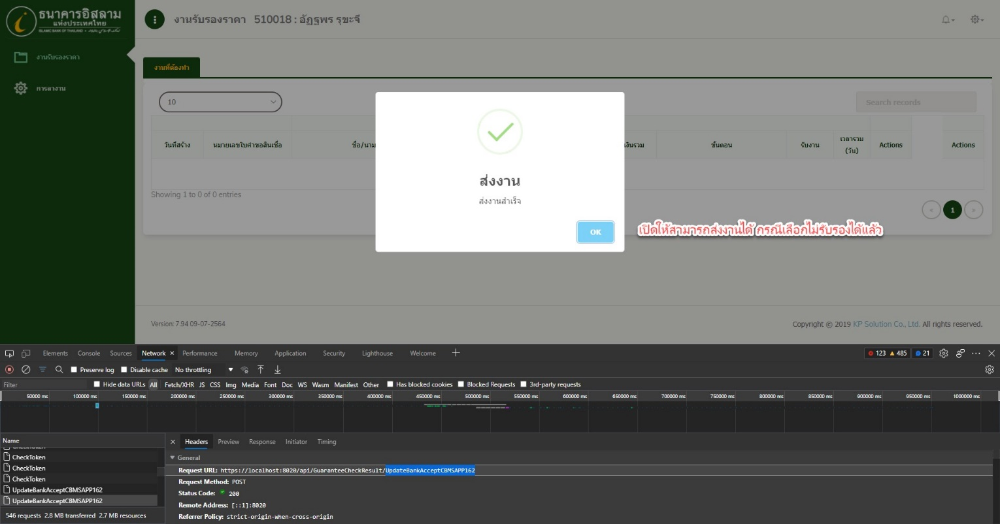 ธนาคารอิสลาม
แห่งประเทศไทย
ISLAMIC BANK OF THAILAND
งานรับรองราคา 510018 : อัฏฐพร รุขะจี
งานรับรองราคา
การลางาน
งานที่ต้องทำ
10
Search records
วันที่สร้าง หมายเลขใบคำขอสินเชื่อ ชื่อ/นาม เงินรวม ขั้นตอน รับงาน เวลารวม (วัน) Actions Actions
Showing 1 to 0 of 0 entries
« 1 »
ส่งงาน
ส่งงานสำเร็จ
OK
เปิดให้สามารถส่งงานได้ กรณีเลือกไม่รับรองได้แล้ว
Version: 7.94 09-07-2564
Copyright © 2019 KP Solution Co., Ltd. All rights reserved.
Elements Console Sources Network × Performance Memory Application Security Lighthouse Welcome + 123 485 21
Preserve log Disable cache No throttling
Filter Hide data URLs All Fetch/XHR JS CSS Img Media Font Doc WS Wasm Manifest Other Has blocked cookies Blocked Requests 3rd-party requests
50000 ms 100000 ms 150000 ms 200000 ms 250000 ms 300000 ms 350000 ms 400000 ms 450000 ms 500000 ms 550000 ms 600000 ms 650000 ms 700000 ms 750000 ms 800000 ms 850000 ms 900000 ms 950000 ms 1000000 ms
Name
CheckToken
CheckToken
CheckToken
CheckToken
UpdateBankAcceptCBMSAPP162
UpdateBankAcceptCBMSAPP162
546 requests 2.8 MB transferred 2.7 MB resources
× Headers Preview Response Initiator Timing
General
Request URL: https://localhost:8020/api/GuaranteeCheckResult/UpdateBankAcceptCBMSAPP162
Request Method: POST
Status Code: 200
Remote Address: [::1]:8020
Referrer Policy: strict-origin-when-cross-origin